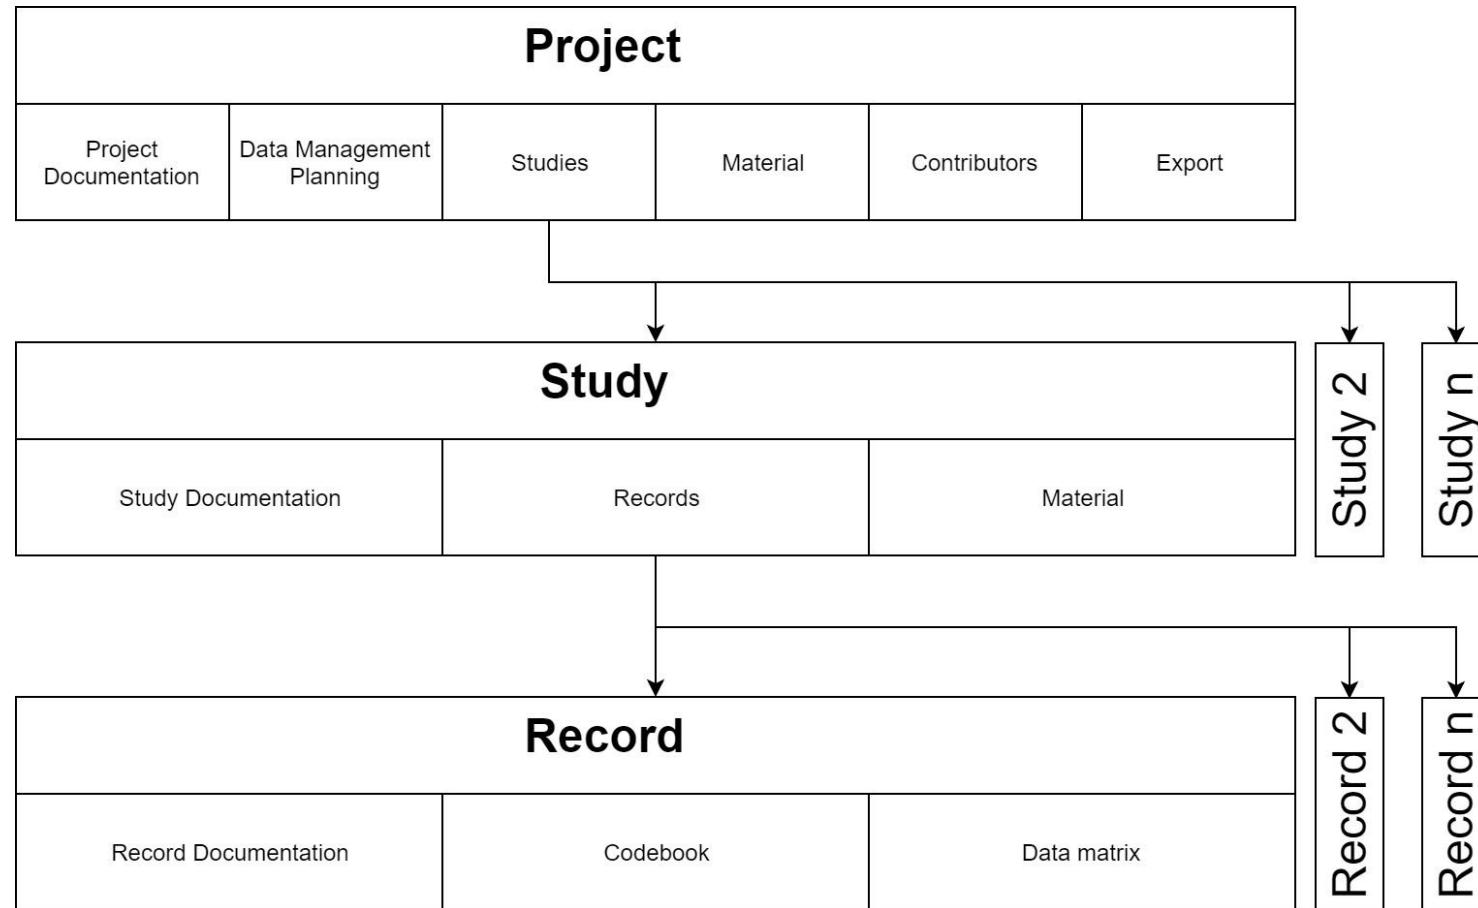 Project
Project
Documentation
Data Management
Planning
Studies
Material
Contributors
Export
Study
Study Documentation
Records
Material
Study 2
Study n
Record
Record Documentation
Codebook
Data matrix
Record 2
Record n